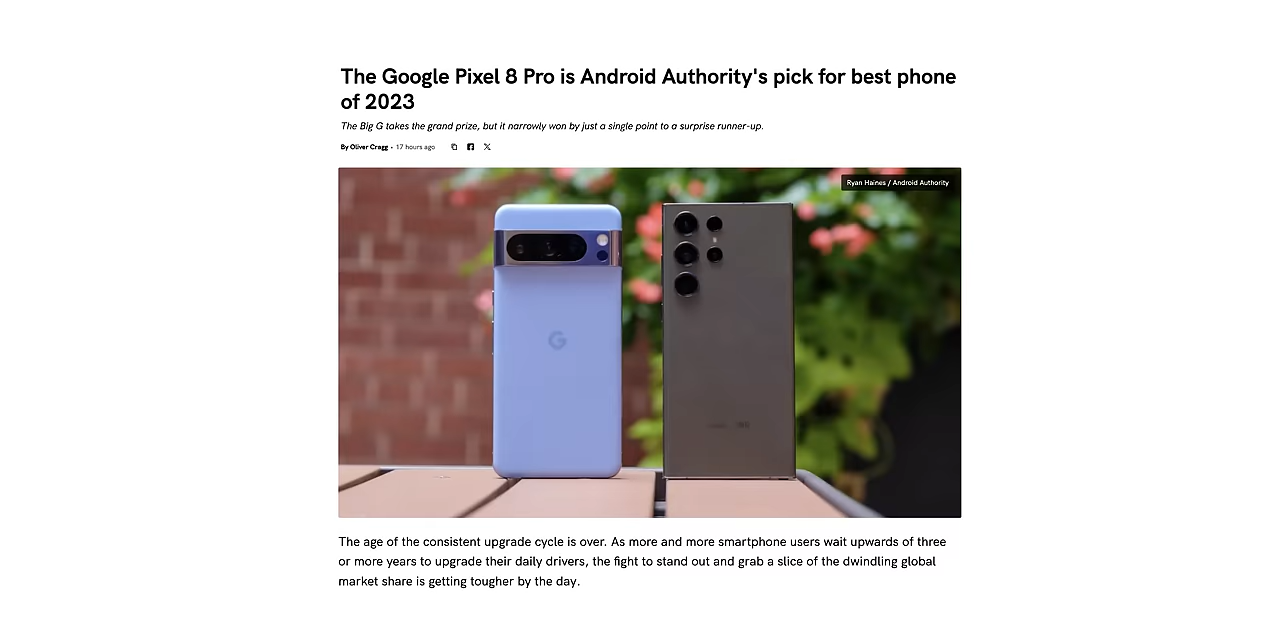 The Google Pixel 8 Pro is Android Authority's pick for best phone
of 2023
The Big G takes the grand prize, but it narrowly won by just a single point to a surprise runner-up.
By Oliver Cragg • 17 hours ago
Ryan Haines / Android Authority
G
The age of the consistent upgrade cycle is over. As more and more smartphone users wait upwards of three
or more years to upgrade their daily drivers, the fight to stand out and grab a slice of the dwindling global
market share is getting tougher by the day.